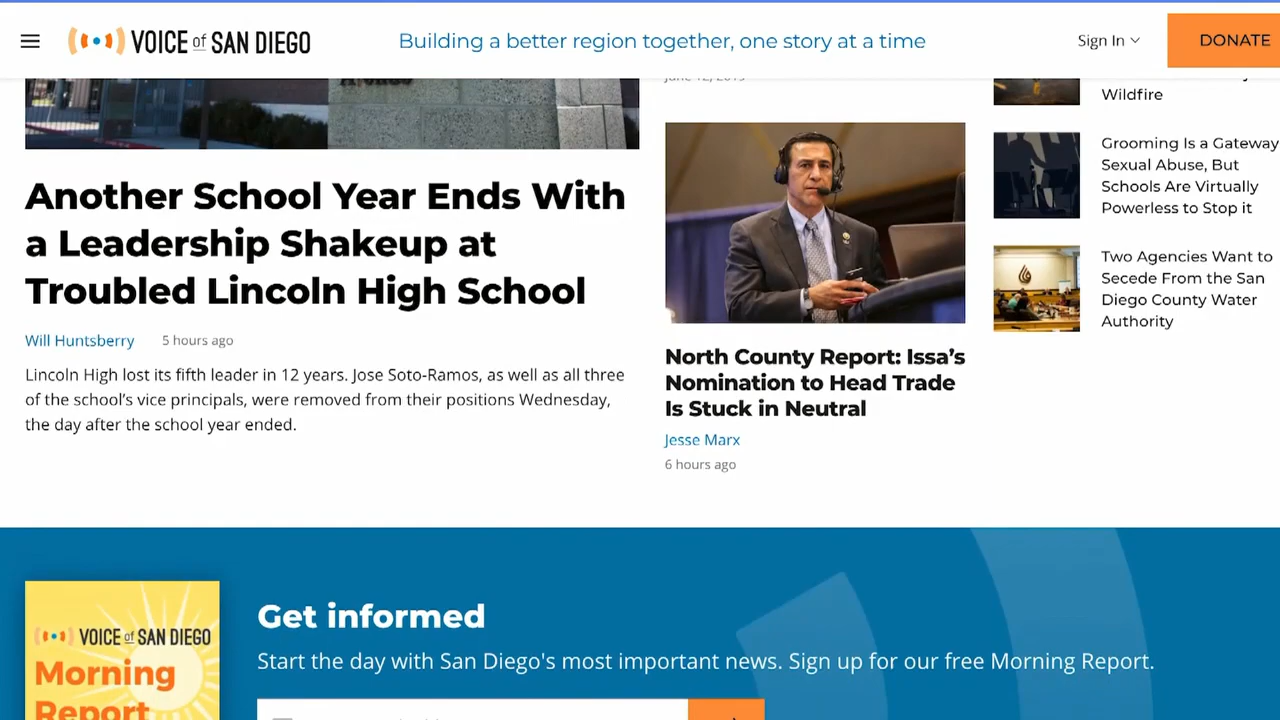 VOICE of SAN DIEGO
Building a better region together, one story at a time
Sign In
DONATE
Another School Year Ends With
a Leadership Shakeup at
Troubled Lincoln High School
Will Huntsberry
5 hours ago
Lincoln High lost its fifth leader in 12 years. Jose Soto-Ramos, as well as all three
of the school’s vice principals, were removed from their positions Wednesday,
the day after the school year ended.
North County Report: Issa’s
Nomination to Head Trade
Is Stuck in Neutral
Jesse Marx
6 hours ago
Wildfire
Grooming Is a Gateway
Sexual Abuse, But
Schools Are Virtually
Powerless to Stop it
Two Agencies Want to
Secede From the San
Diego County Water
Authority
VOICE of SAN DIEGO
Morning
Report
Get informed
Start the day with San Diego's most important news. Sign up for our free Morning Report.